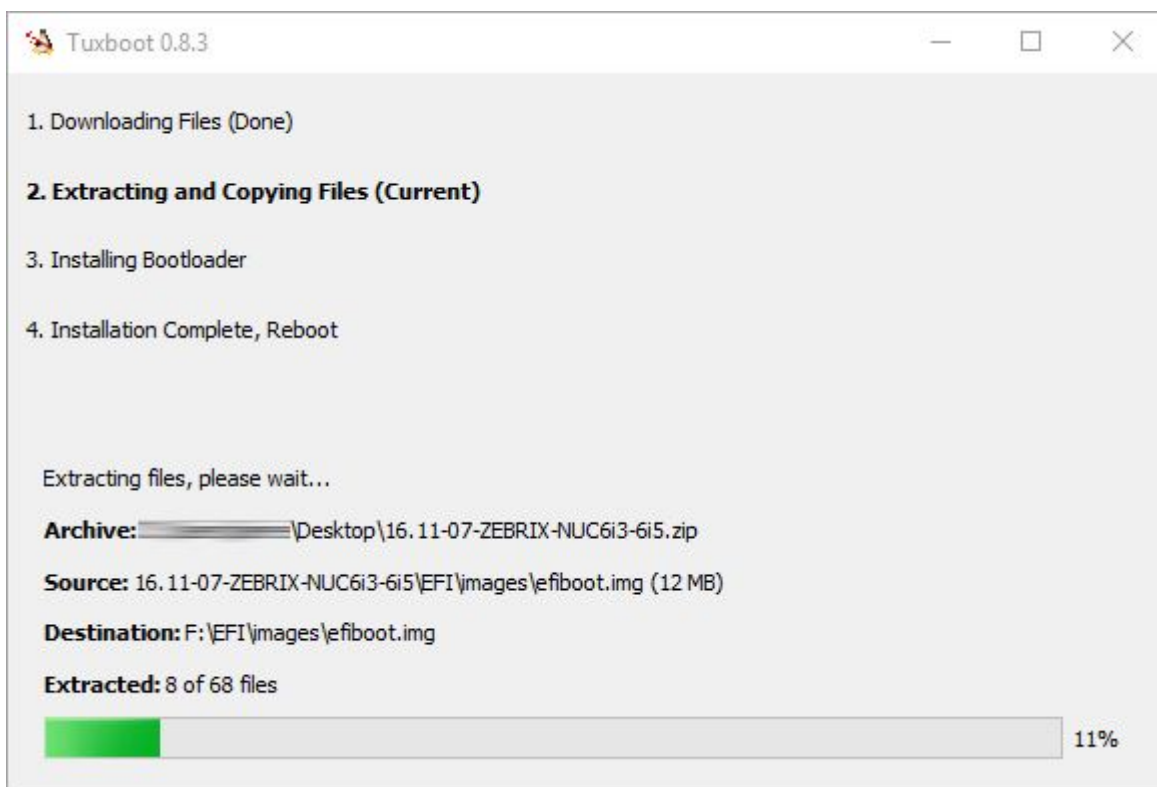 Tuxboot 0.8.3
1. Downloading Files (Done)
2. Extracting and Copying Files (Current)
3. Installing Bootloader
4. Installation Complete, Reboot
Extracting files, please wait...
Archive: \Desktop\16.11-07-ZEBRIX-NUC6i3-6i5.zip
Source: 16.11-07-ZEBRIX-NUC6i3-6i5\EFI\images\efiboot.img (12 MB)
Destination: F:\EFI\images\efiboot.img
Extracted: 8 of 68 files
11%